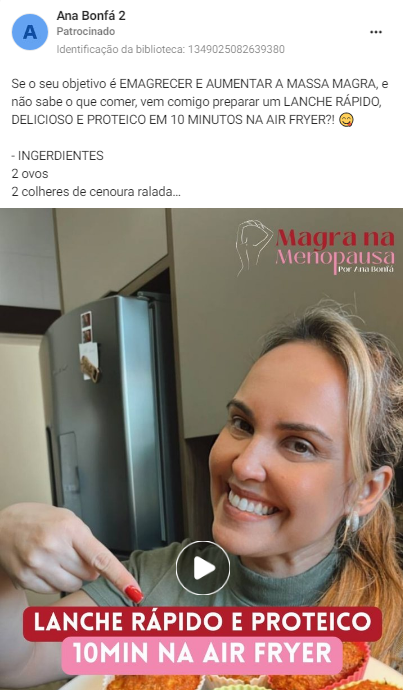 Ana Bonfá 2
Patrocinado
Identificação da biblioteca: 1349025082639380
Se o seu objetivo é EMAGRECER E AUMENTAR A MASSA MAGRA, e
não sabe o que comer, vem comigo preparar um LANCHE RÁPIDO,
DELICIOSO E PROTEICO EM 10 MINUTOS NA AIR FRYER?! 😋
- INGERDIENTES
2 ovos
2 colheres de cenoura ralada...
Magra na
Menopausa
Por Ana Bonfá
LANCHE RÁPIDO E PROTEICO
10MIN NA AIR FRYER
A